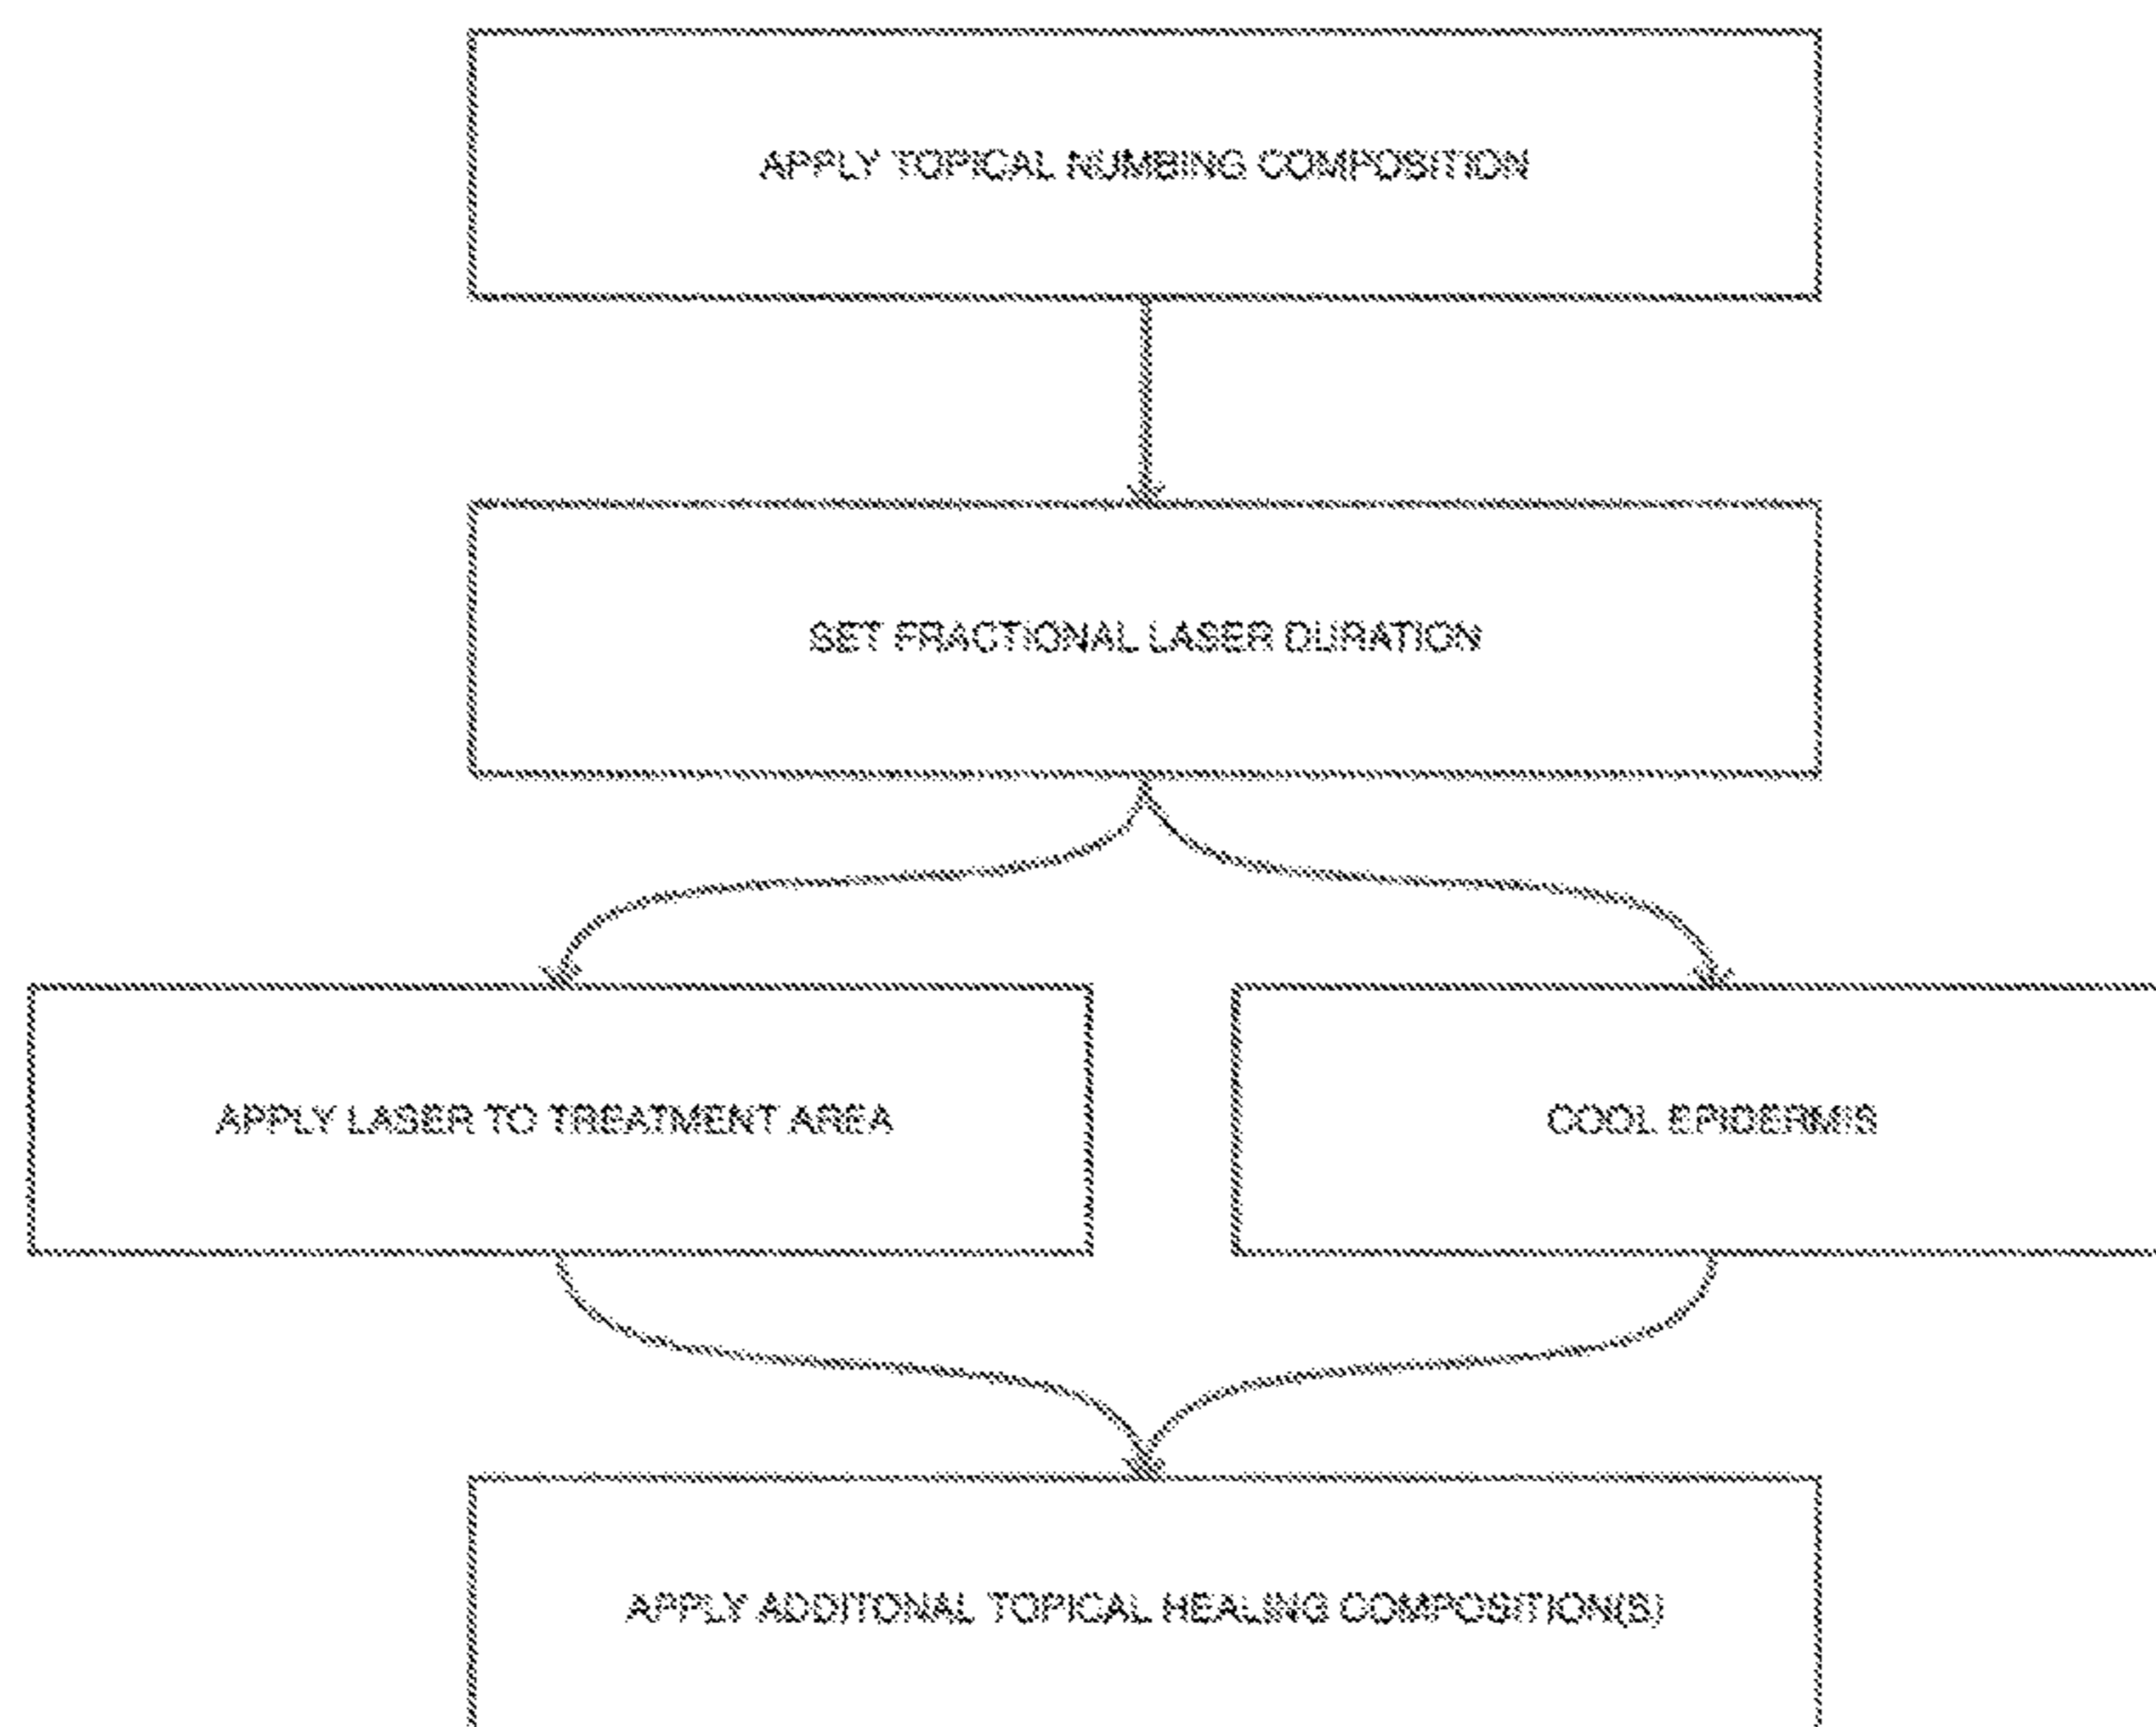 APPLY TOPICAL NUMBING COMPOSITION
SET FRACTIONAL LASER DURATION
APPLY LASER TO TREATMENT AREA
COOL EPIDERMIS
APPLY ADDITONAL TOPICAL HEALING COMPOSITION(S)